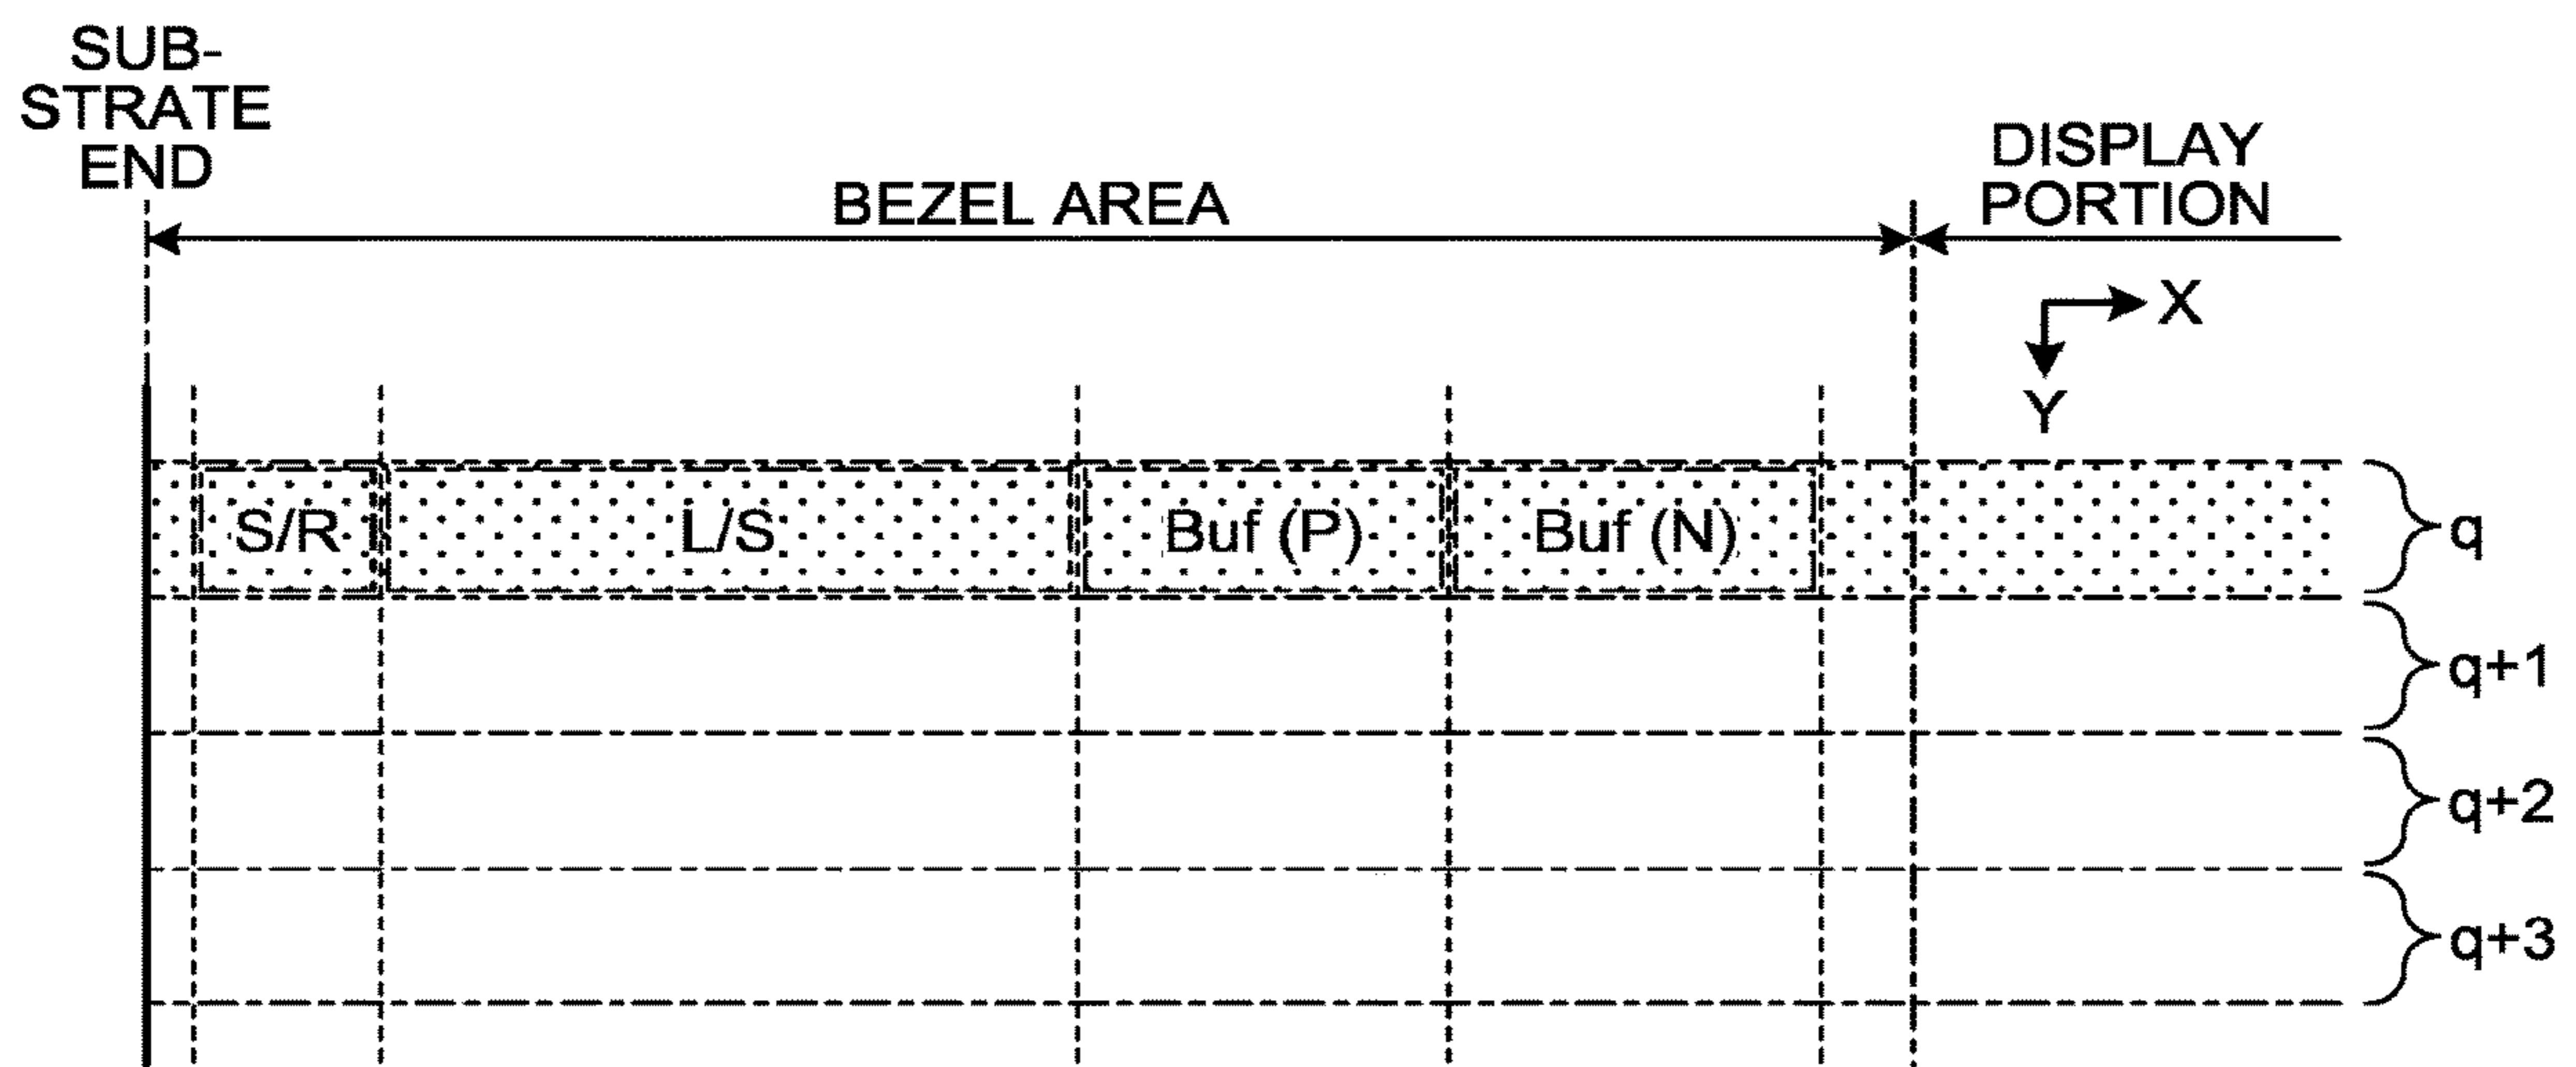 SUB-
STRATE
END
BEZEL AREA
DISPLAY
PORTION
X
Y
S/R
L/S
Buf (P)
Buf (N)
q
q+1
q+2
q+3